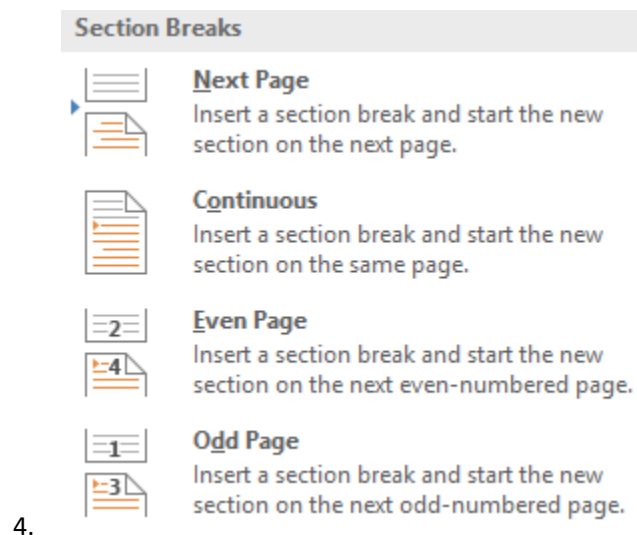 Section Breaks
Next Page
Insert a section break and start the new
section on the next page.
Continuous
Insert a section break and start the new
section on the same page.
2
Even Page
4
Insert a section break and start the new
section on the next even-numbered page.
1
Odd Page
3
Insert a section break and start the new
section on the next odd-numbered page.
4.